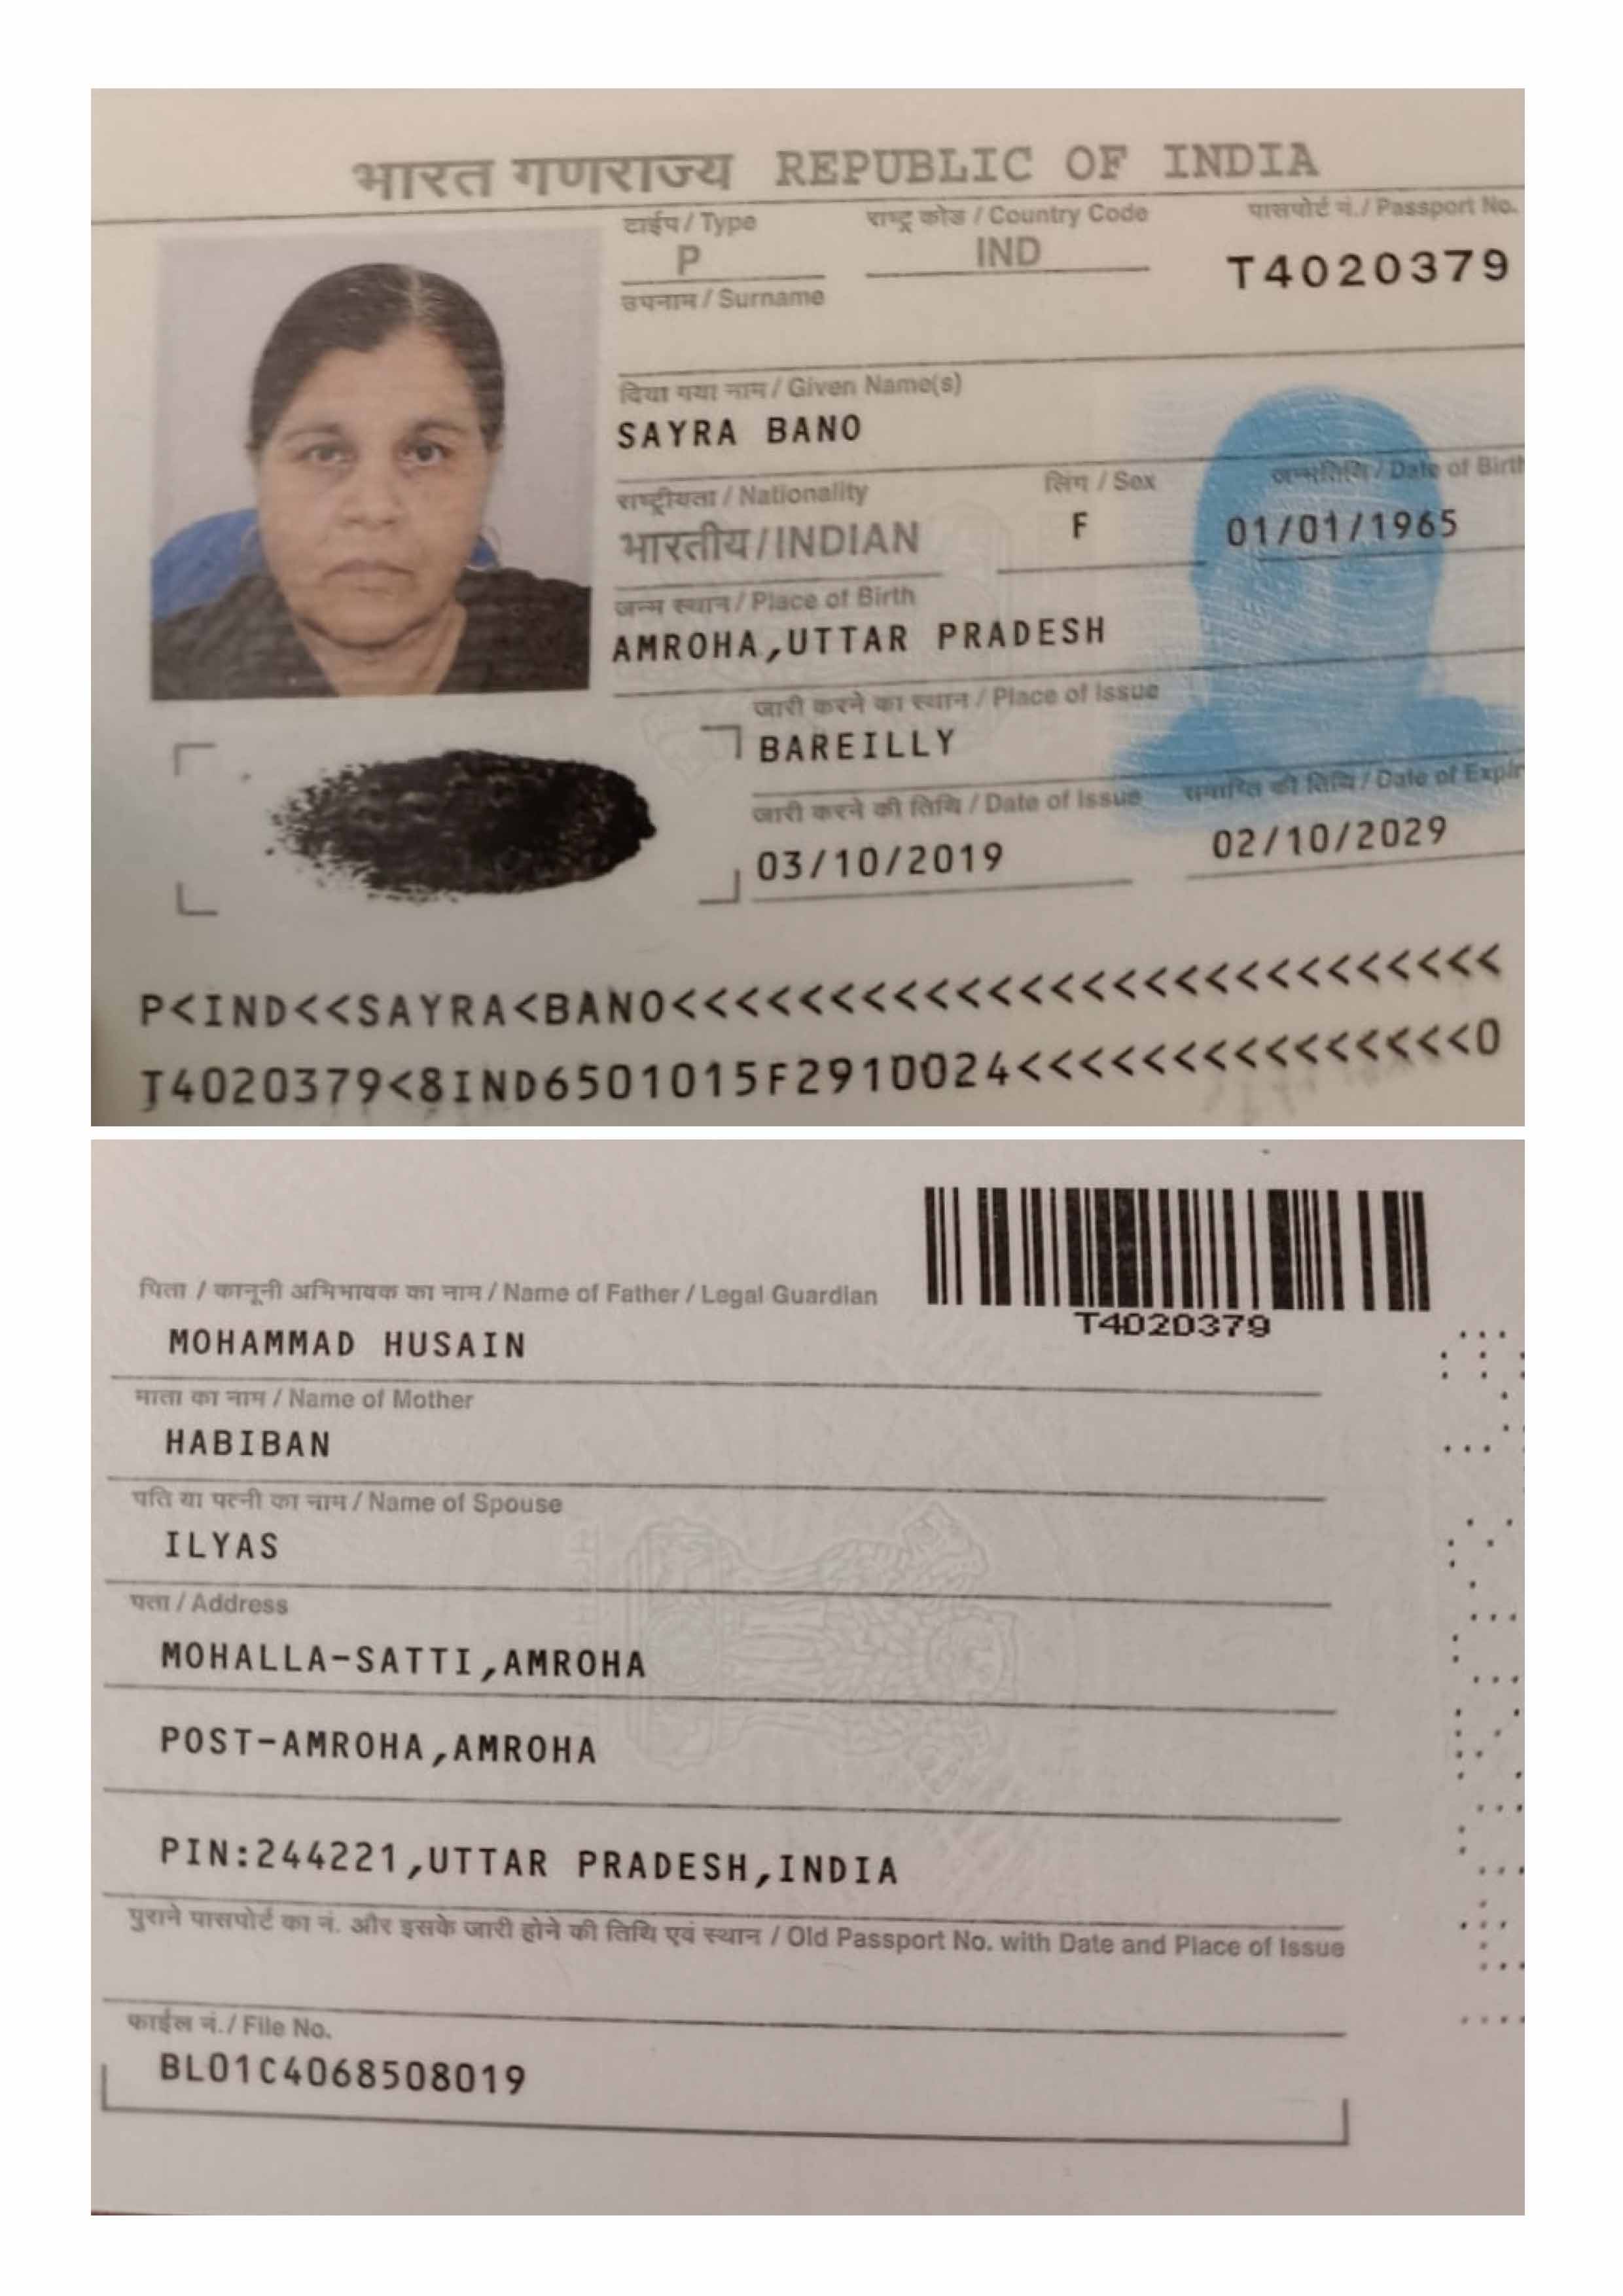 भारत गणराज्य REPUBLIC OF INDIA
टाईप / Type
राष्ट्र कोड / Country Code
पासपोर्ट नं./ Passport No.
P
IND
T4020379
उपनाम / Surname
दिया गया नाम / Given Name(s)
SAYRA BANO
राष्ट्रीयता / Nationality
लिंग / Sex
जन्मतिथि / Date of Birth
भारतीय/INDIAN
F
01/01/1965
जन्म स्थान / Place of Birth
AMROHA,UTTAR PRADESH
जारी करने का स्थान / Place of Issue
BAREILLY
जारी करने की तिथि / Date of Issue
समाप्ति की तिथि / Date of Expir
03/10/2019
02/10/2029
P<IND<<SAYRA<BANO<<<<<<<<<<<<<<<<<<<<<<<<<<<
T4020379<8IND6501015F2910024<<<<<<<<<<<<<<<0
T4020379
पिता / कानूनी अभिभावक का नाम / Name of Father / Legal Guardian
MOHAMMAD HUSAIN
माता का नाम / Name of Mother
HABIBAN
पति या पत्नी का नाम / Name of Spouse
ILYAS
पता / Address
MOHALLA-SATTI,AMROHA
POST-AMROHA,AMROHA
PIN:244221,UTTAR PRADESH,INDIA
पुराने पासपोर्ट का नं. और इसके जारी होने की तिथि एवं स्थान / Old Passport No. with Date and Place of Issue
फाईल नं./ File No.
BL01C4068508019